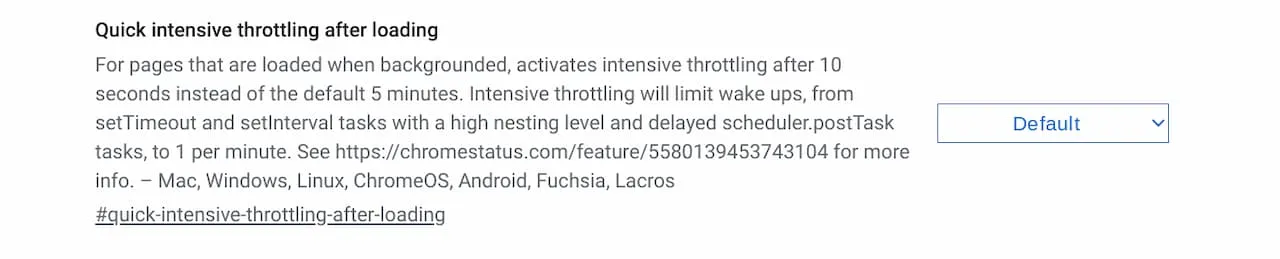 Quick intensive throttling after loading
For pages that are loaded when backgrounded, activates intensive throttling after 10
seconds instead of the default 5 minutes. Intensive throttling will limit wake ups, from
setTimeout and setInterval tasks with a high nesting level and delayed scheduler.postTask
tasks, to 1 per minute. See https://chromestatus.com/feature/5580139453743104 for more
info. – Mac, Windows, Linux, ChromeOS, Android, Fuchsia, Lacros
#quick-intensive-throttling-after-loading
Default